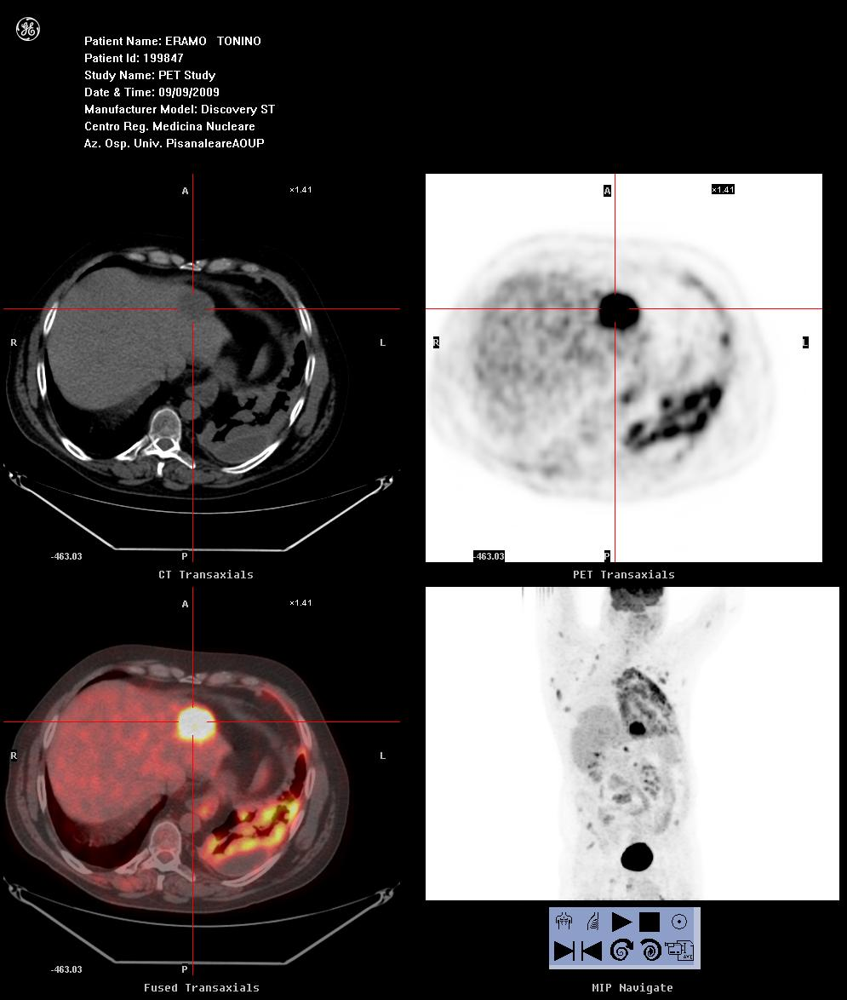 GE
Patient Name: ERAMO TONINO
Patient Id: 199847
Study Name: PET Study
Date & Time: 09/09/2009
Manufacturer Model: Discovery ST
Centro Reg. Medicina Nucleare
Az. Osp. Univ. PisanaleareAOUP
A
×1.41
R
L
-463.03
P
CT Transaxials
A
×1.41
R
L
-463.03
P
PET Transaxials
A
×1.41
R
L
-463.03
P
Fused Transaxials
AVI
MIP Navigate